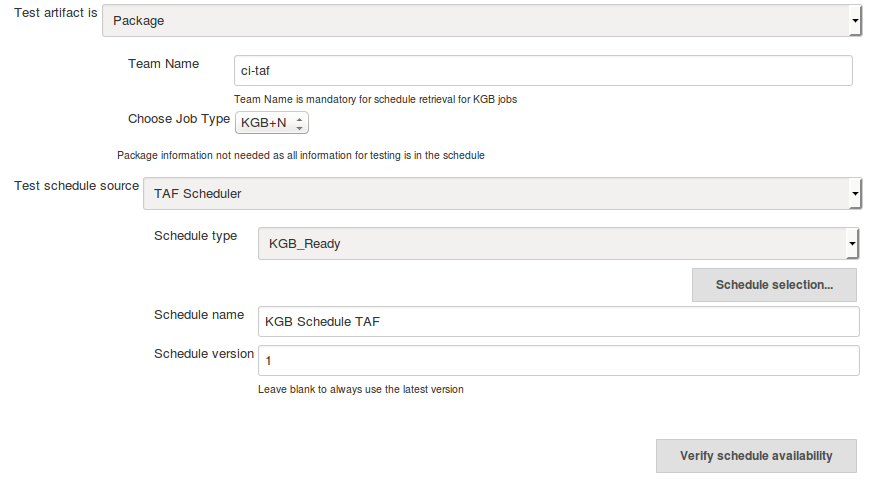 Test artifact is
Package
Team Name
ci-taf
Team Name is mandatory for schedule retrieval for KGB jobs
Choose Job Type
KGB+N
Package information not needed as all information for testing is in the schedule
Test schedule source
TAF Scheduler
Schedule type
KGB_Ready
Schedule selection...
Schedule name
KGB Schedule TAF
Schedule version
1
Leave blank to always use the latest version
Verify schedule availability